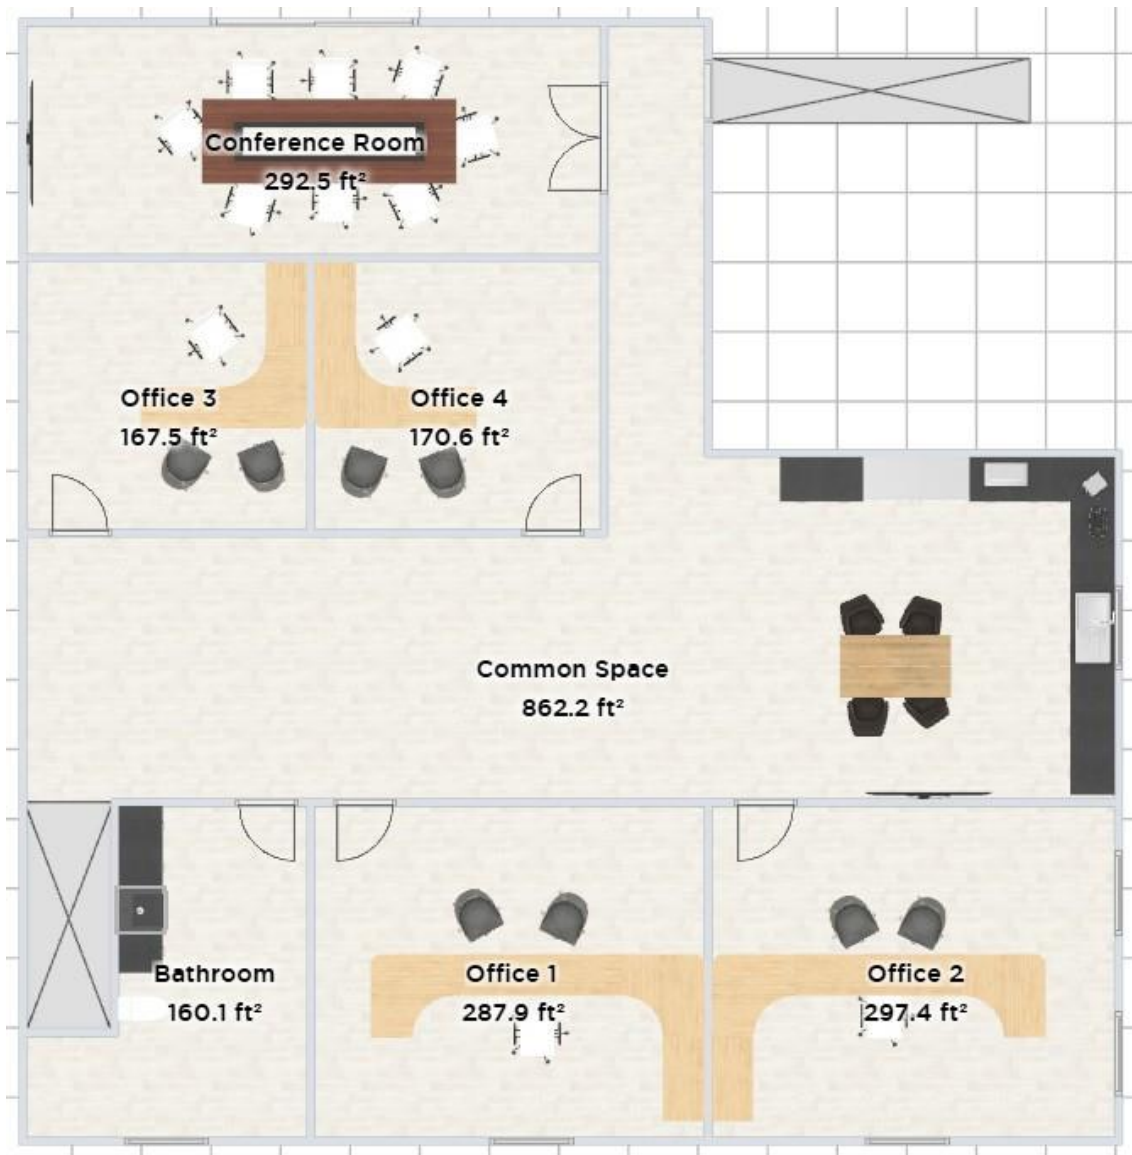 Conference Room
292.5 ft²
Office 3
167.5 ft²
Office 4
170.6 ft²
Common Space
862.2 ft²
Bathroom
160.1 ft²
Office 1
287.9 ft²
Office 2
297.4 ft²